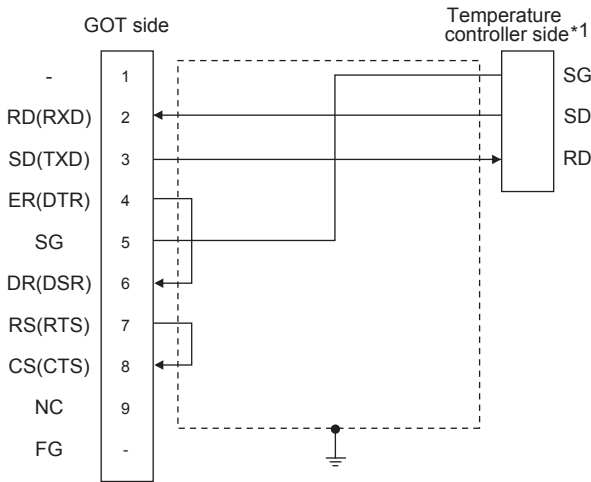 GOT side
Temperature
controller side*1
- 1
RD(RXD) 2
SD(TXD) 3
ER(DTR) 4
SG 5
DR(DSR) 6
RS(RTS) 7
CS(CTS) 8
NC 9
FG -
SG
SD
RD